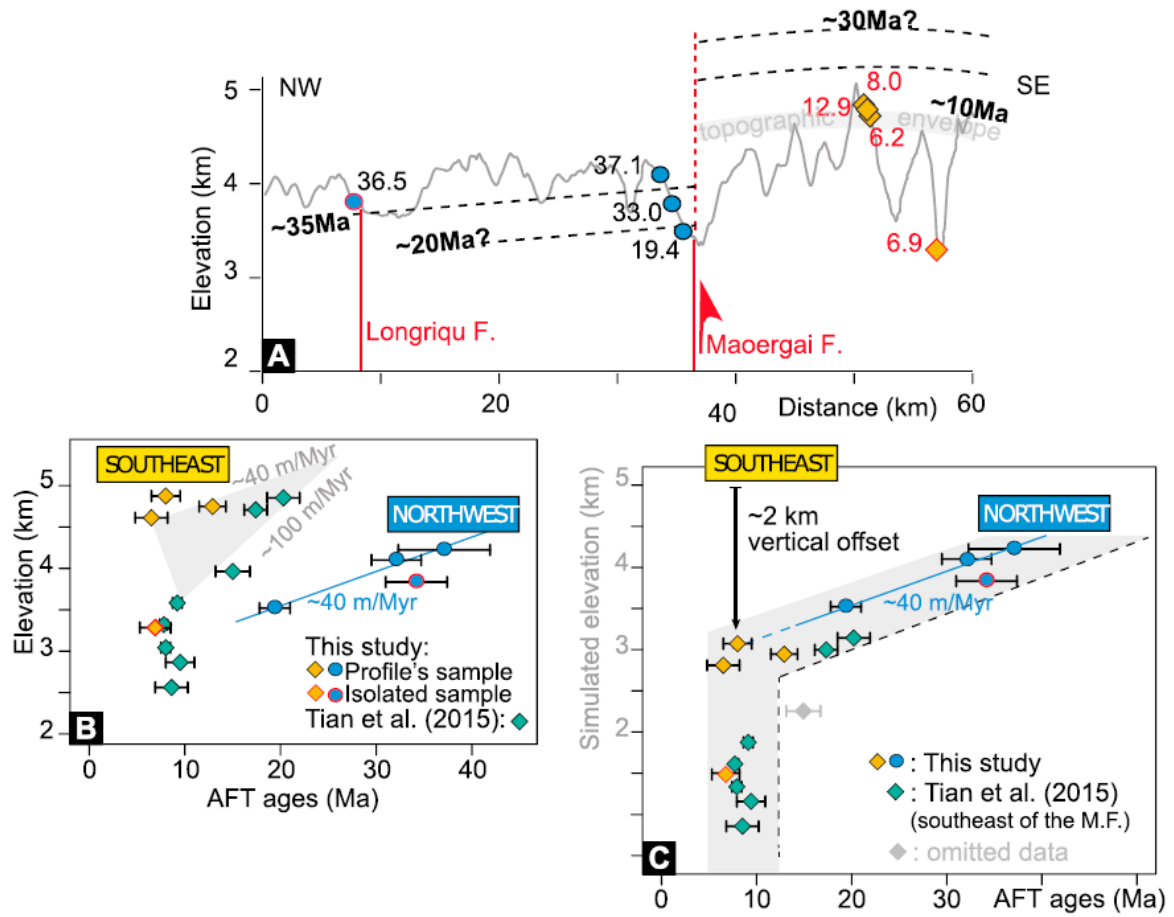 ~30Ma?
5
NW
8.0
SE
12.9
~10Ma
topographic envelope
6.2
Elevation (km)
4
36.5
37.1
~35Ma
33.0
~20Ma?
19.4
6.9
3
Longriqu F.
Maoergai F.
2
A
0
20
40
Distance (km)
60
SOUTHEAST
5
~40 m/Myr
~100 m/Myr
NORTHWEST
Elevation (km)
4
~40 m/Myr
3
This study:
Profile's sample
Isolated sample
Tian et al. (2015):
2
B
0
10
20
30
40
AFT ages (Ma)
SOUTHEAST
5
~2 km
vertical offset
NORTHWEST
Simulated elevation (km)
4
~40 m/Myr
3
2
: This study
: Tian et al. (2015)
(southeast of the M.F.)
: omitted data
C
0
10
20
30
40
50
AFT ages (Ma)